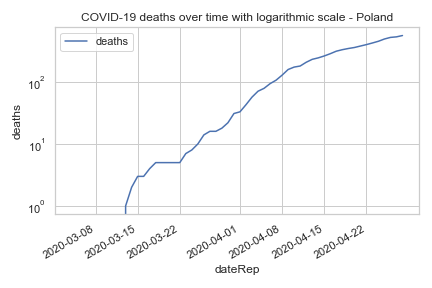 COVID-19 deaths over time with logarithmic scale - Poland
deaths
10²
10¹
10⁰
deaths
2020-03-08
2020-03-15
2020-03-22
2020-04-01
2020-04-08
2020-04-15
2020-04-22
dateRep